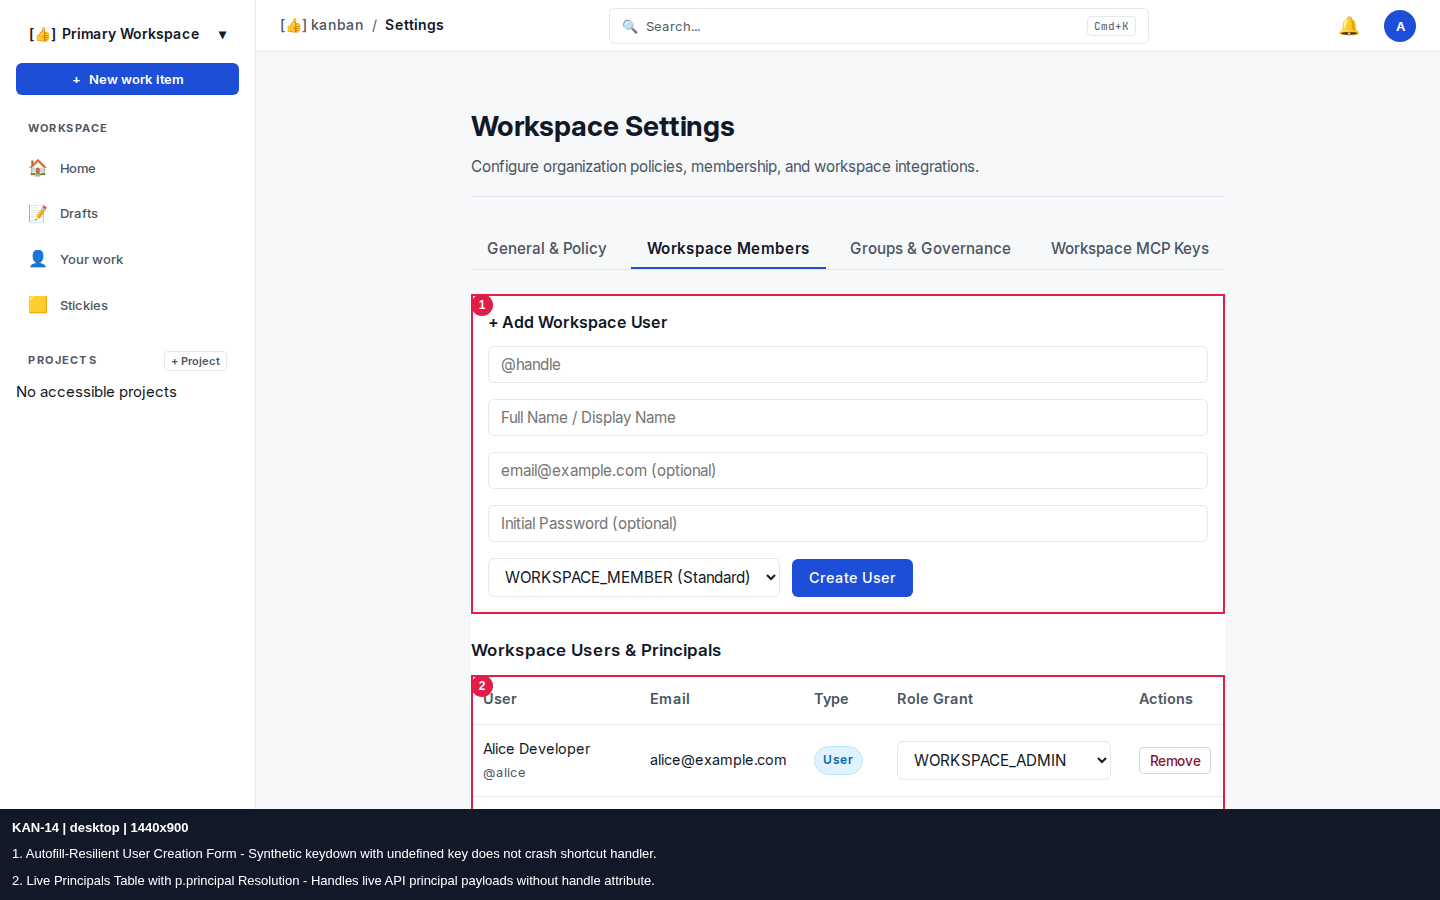 [👍] Primary Workspace ▼
+ New work item
WORKSPACE
Home
Drafts
Your work
Stickies
PROJECTS
+ Project
No accessible projects
[👍] kanban / Settings
Search...
Cmd+K
A
Workspace Settings
Configure organization policies, membership, and workspace integrations.
General & Policy
Workspace Members
Groups & Governance
Workspace MCP Keys
1
+ Add Workspace User
@handle
Full Name / Display Name
email@example.com (optional)
Initial Password (optional)
WORKSPACE_MEMBER (Standard)
Create User
Workspace Users & Principals
2
User Email Type Role Grant Actions
Alice Developer
@alice
alice@example.com
User
WORKSPACE_ADMIN
Remove
KAN-14 | desktop | 1440x900
1. Autofill-Resilient User Creation Form - Synthetic keydown with undefined key does not crash shortcut handler.
2. Live Principals Table with p.principal Resolution - Handles live API principal payloads without handle attribute.